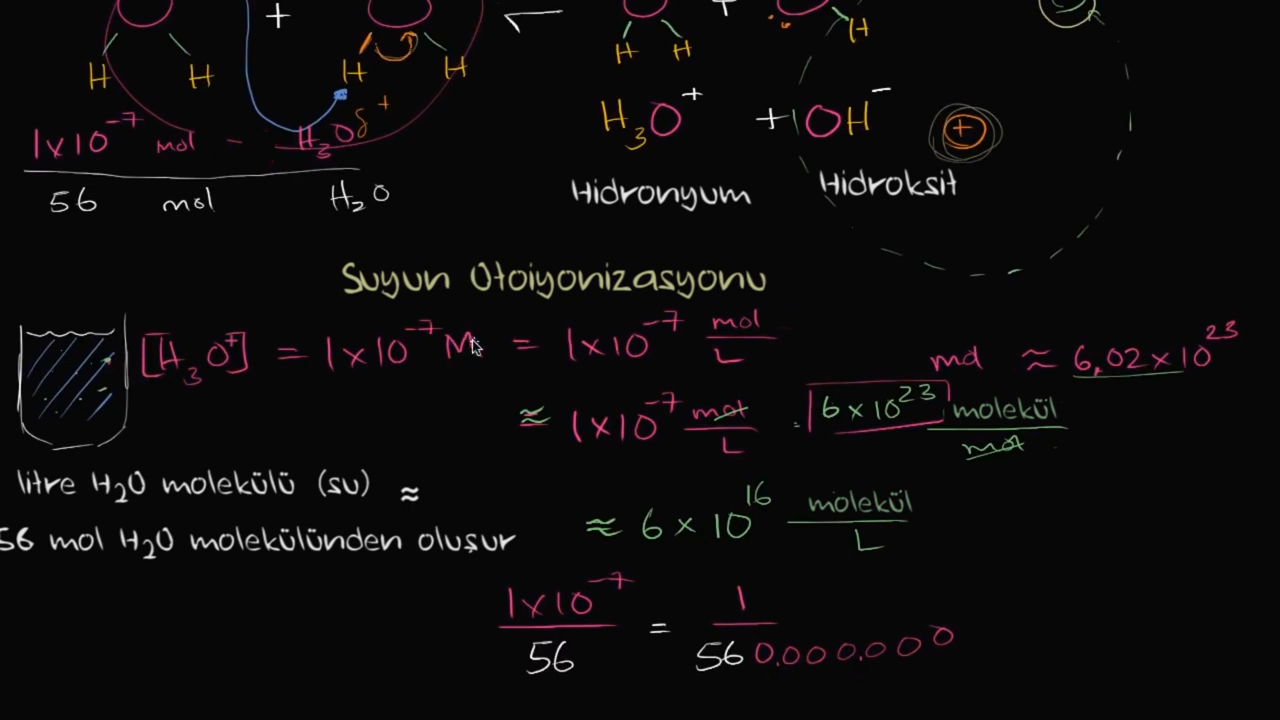 +
H H H H
H H H
δ+
H₃O⁺ + OH⁻ +
1x10⁻⁷ mol - H₃O
56 mol H₂O
Hidronyum Hidroksit
Suyun Otoiyonizasyonu
[H₃O⁺] = 1x10⁻⁷ M = 1x10⁻⁷ mol/L
mol ≈ 6,02x10²³
≈ 1x10⁻⁷ mol/L . 6x10²³ molekül/mol
litre H₂O molekülü (su) ≈
≈ 6x10¹⁶ molekül/L
56 mol H₂O molekülünden oluşur
1x10⁻⁷/56 = 1/560.000.000